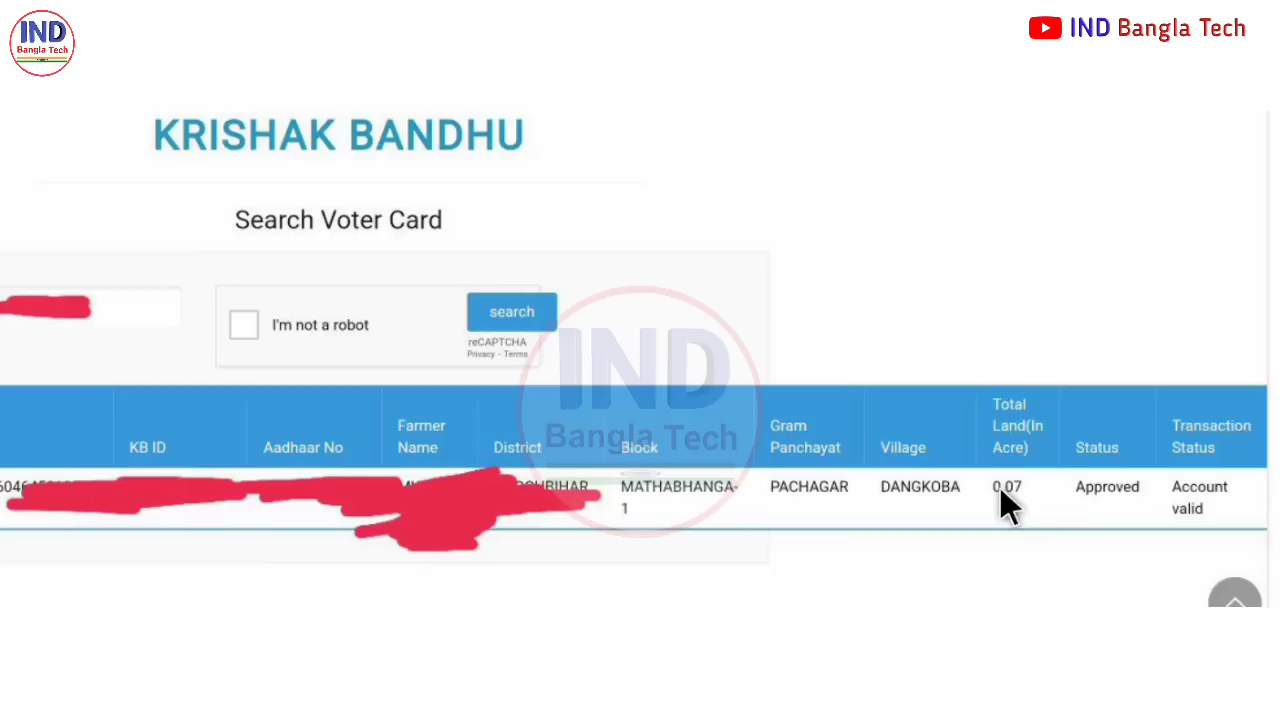 IND
Bangla Tech
IND Bangla Tech
KRISHAK BANDHU
Search Voter Card
I'm not a robot
search
reCAPTCHA
Privacy - Terms
IND
Bangla Tech
KB ID
Aadhaar No
Farmer
Name
District
Block
Gram
Panchayat
Village
Total
Land(In
Acre)
Status
Transaction
Status
MATHABHANGA-
1
PACHAGAR
DANGKOBA
0.07
Approved
Account
valid